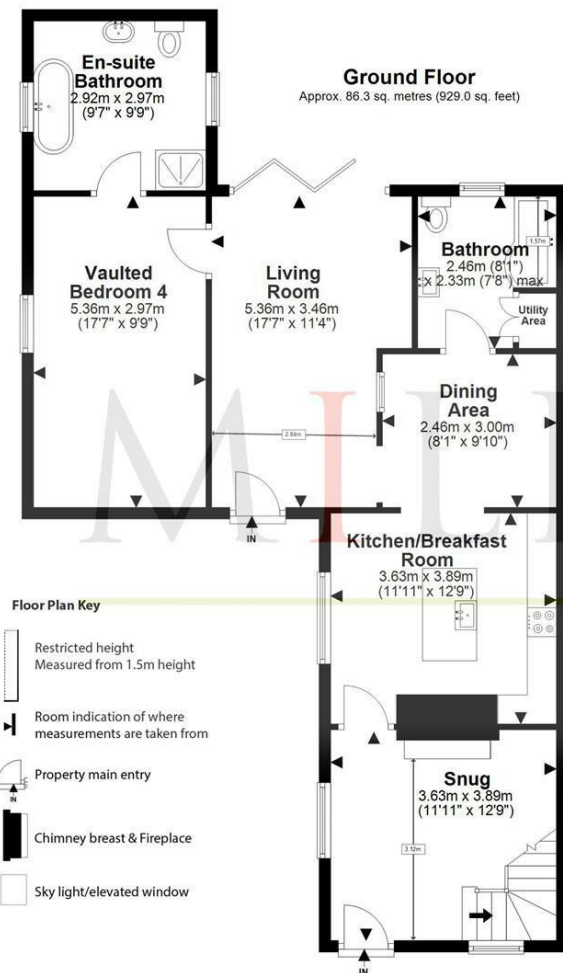 Ground Floor
Approx. 86.3 sq. metres (929.0 sq. feet)
En-suite
Bathroom
2.92m x 2.97m
(9'7" x 9'9")
Vaulted
Bedroom 4
5.36m x 2.97m
(17'7" x 9'9")
Living
Room
5.36m x 3.46m
(17'7" x 11'4")
2.84m
Bathroom
2.46m (8'1")
x 2.33m (7'8") max
1.57m
Utility
Area
Dining
Area
2.46m x 3.00m
(8'1" x 9'10")
IN
Kitchen/Breakfast
Room
3.63m x 3.89m
(11'11" x 12'9")
Snug
3.63m x 3.89m
(11'11" x 12'9")
3.12m
IN
Floor Plan Key
Restricted height
Measured from 1.5m height
Room indication of where
measurements are taken from
Property main entry
IN
Chimney breast & Fireplace
Sky light/elevated window
MILL